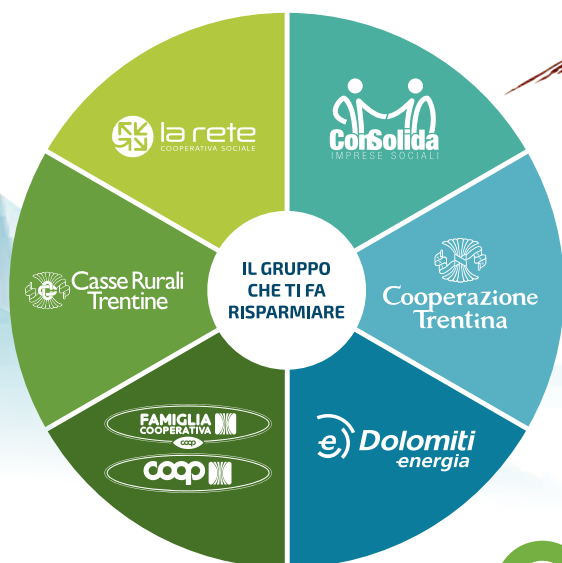 la rete
COOPERATIVA SOCIALE
ConSolida
IMPRESE SOCIALI
Casse Rurali
Trentine
IL GRUPPO
CHE TI FA
RISPARMIARE
Cooperazione
Trentina
FAMIGLIA
COOPERATIVA
coop
coop
e) Dolomiti
energia